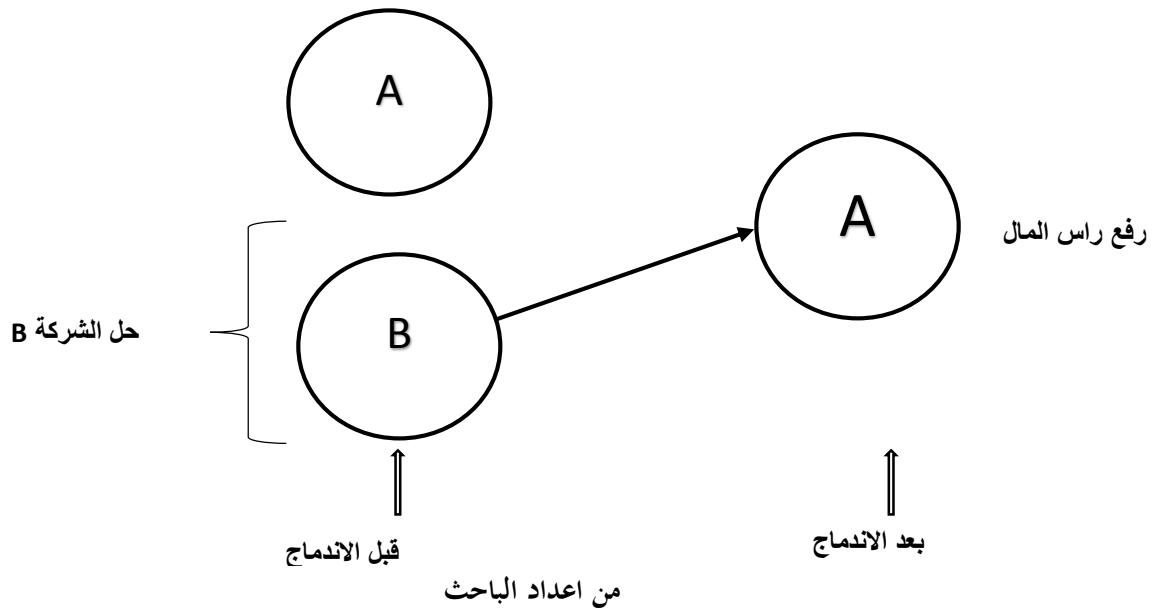 A
A
رفع راس المال
B
حل الشركة B
بعد الاندماج
قبل الاندماج
من اعداد الباحث